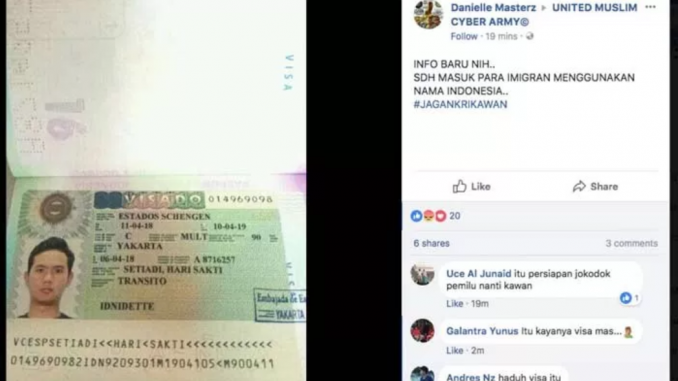 VISA
VISADO 014969098
ESTADOS SCHENGEN
11-04-18 10-04-19
C MULT 90
YAKARTA
06-04-18 A 8716257
SETIADI, HARI SAKTI
TRANSITO
IDNIDETTE
VISA
Embajada de Es
YAKARTA
VCESPSETIADI<<HARI<SAKTI<<<<<<<<<<<<
0149690982IDN9209301M1904105<M900411
Danielle Masterz ▸ UNITED MUSLIM
CYBER ARMY©
Follow · 19 mins ·
INFO BARU NIH..
SDH MASUK PARA IMIGRAN MENGGUNAKAN
NAMA INDONESIA..
#JAGANKRIKAWAN
Like Share
20
6 shares 3 comments
Uce Al Junaid itu persiapan jokodok
pemilu nanti kawan
1
Like · 19m
Galantra Yunus Itu kayanya visa mas...
Like · 2m
Andres Nz haduh visa itu